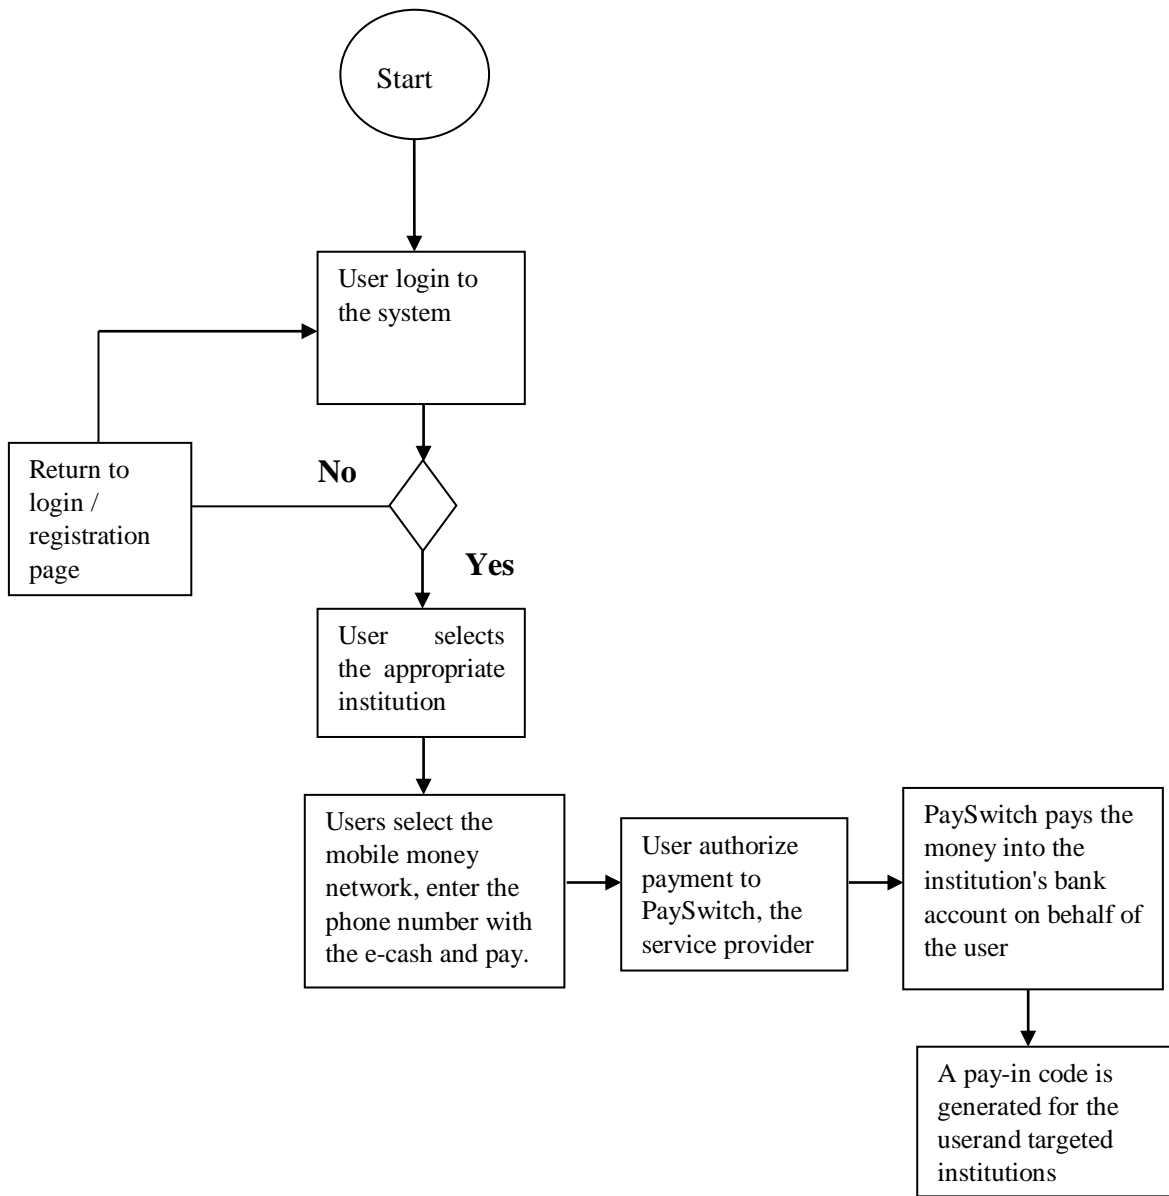 Start
User login to
the system
No
Return to
login /
registration
page
Yes
User selects
the appropriate
institution
Users select the
mobile money
network, enter the
phone number with
the e-cash and pay.
User authorize
payment to
PaySwitch, the
service provider
PaySwitch pays the
money into the
institution's bank
account on behalf of
the user
A pay-in code is
generated for the
userand targeted
institutions